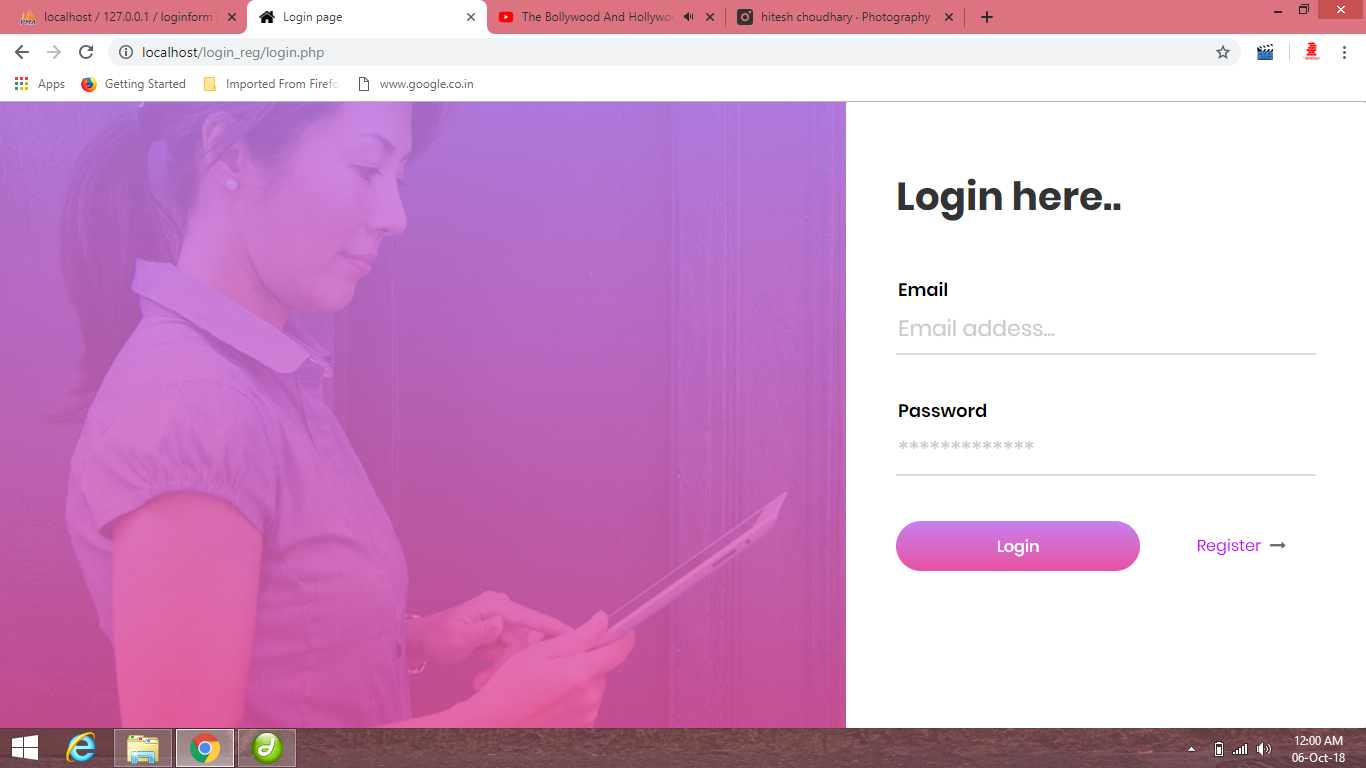 localhost / 127.0.0.1 / loginform
Login page
The Bollywood And Hollywoo
hitesh choudhary · Photography
localhost/login_reg/login.php
Apps
Getting Started
Imported From Firefo
www.google.co.in
Login here..
Email
Email addess...
Password
*************
Login
Register
12:00 AM
06-Oct-18